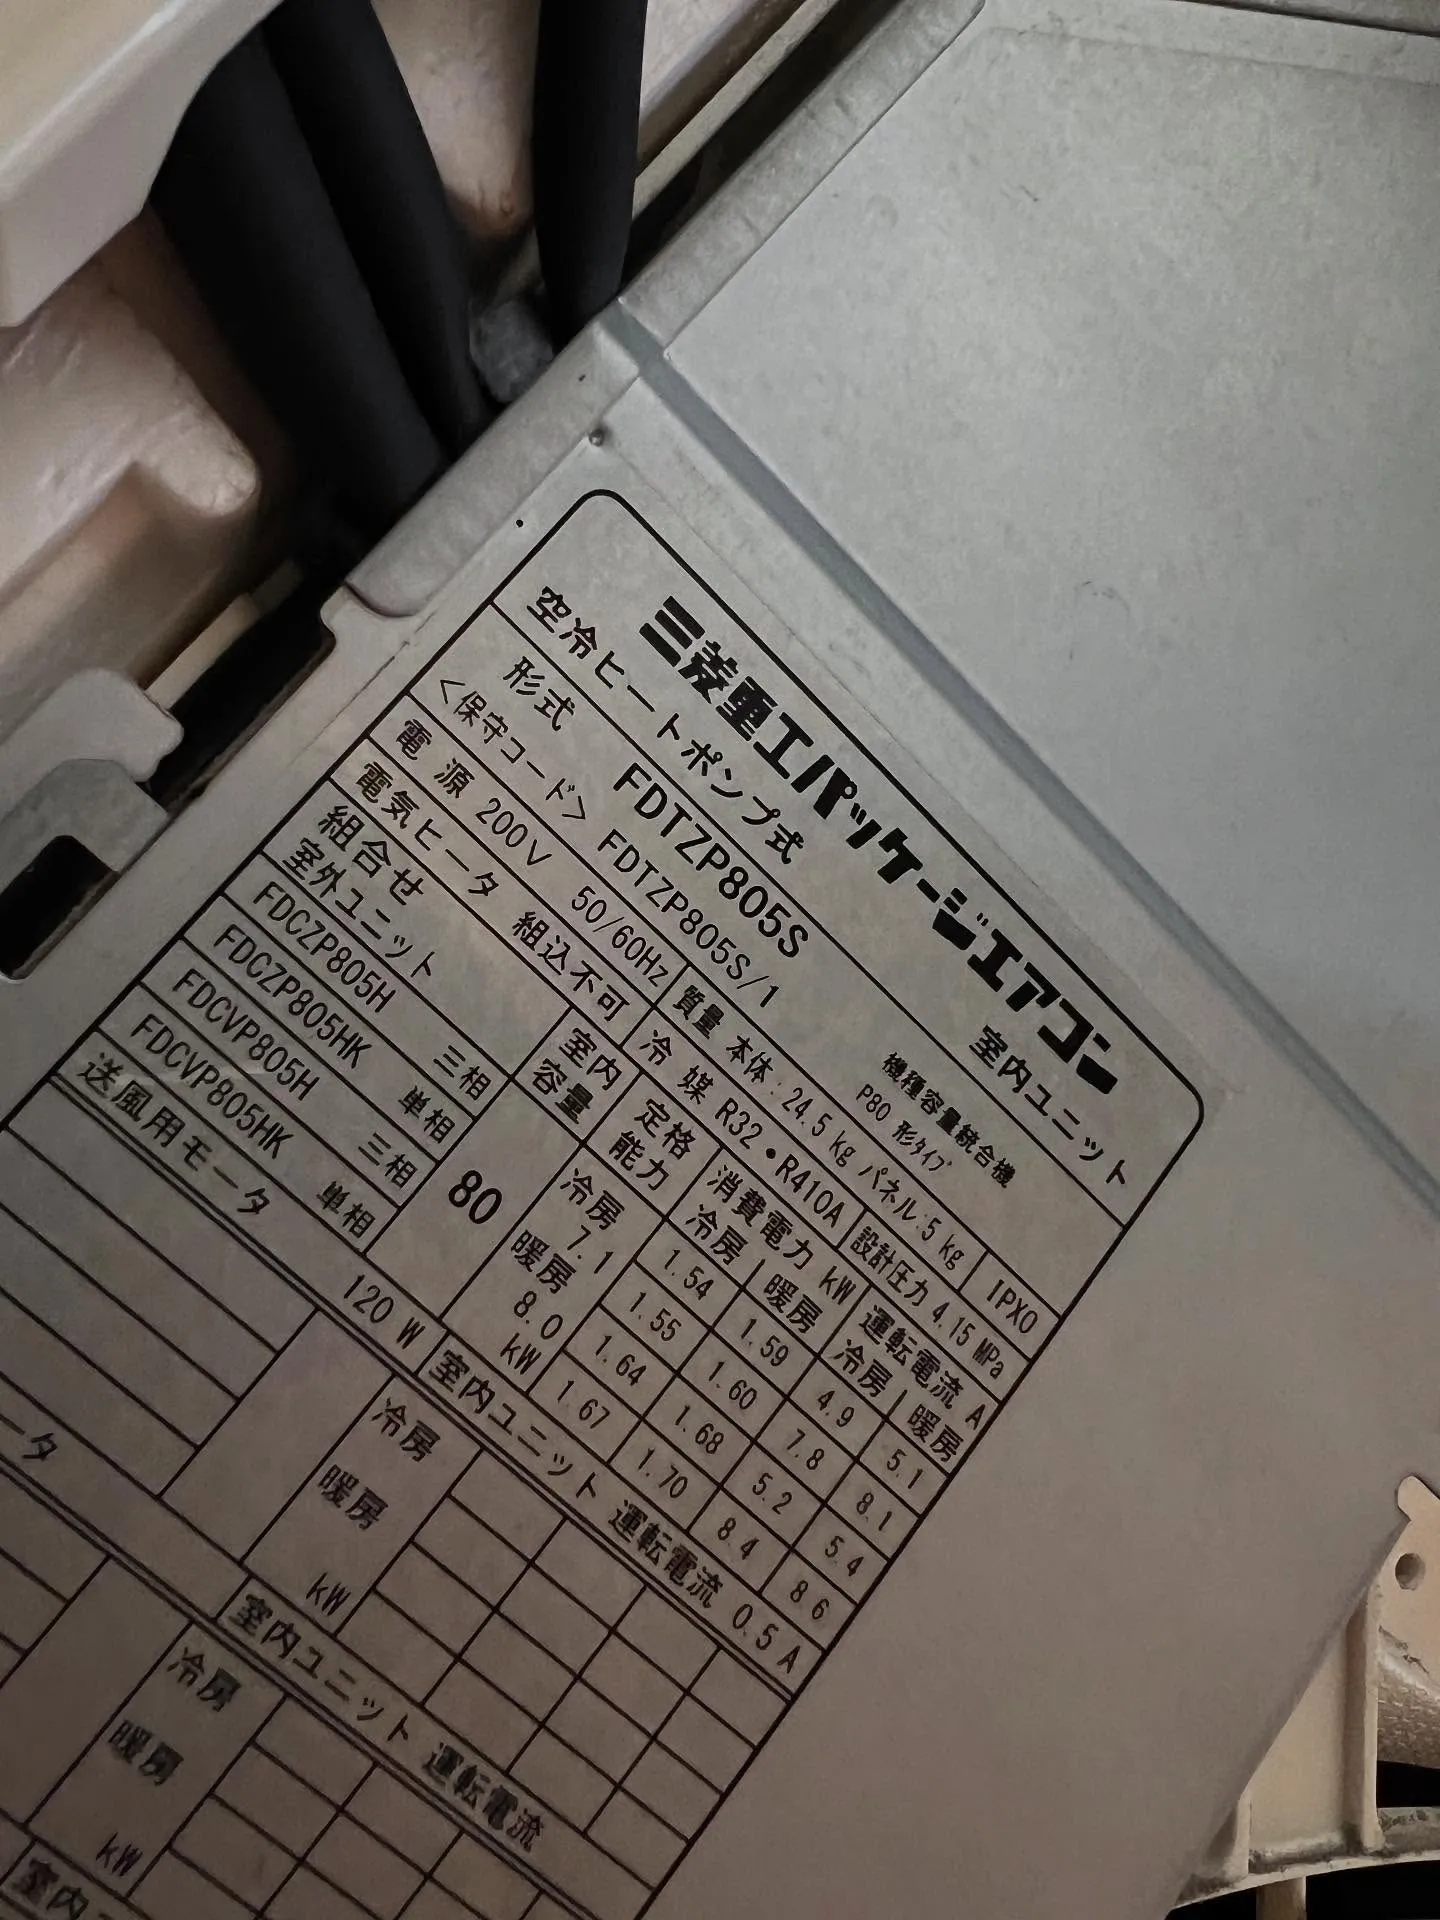 三菱重工パッケージエアコン
空冷ヒートポンプ式 室内ユニット
形式 FDTZP805S 機種容量統合機
<保守コード> FDTZP805S/1 P80 形タイプ
電源 200V 50/60Hz 質量 本体:24.5 kg パネル:5 kg IPX0
電気ヒータ 組込不可 冷媒 R32・R410A 設計圧力 4.15 MPa
組合せ 室外ユニット 室内容量 定格能力 消費電力 kW 運転電流 A
冷房 暖房 冷房 暖房
FDCZP805H 三相 80 冷房 7.1 暖房 8.0 kW 1.54 1.59 4.9 5.1
FDCZP805HK 単相 1.55 1.60 7.8 8.1
FDCVP805H 三相 1.64 1.68 5.2 5.4
FDCVP805HK 単相 1.67 1.70 8.4 8.6
送風用モータ 120 W 室内ユニット 運転電流 0.5 A
冷房
暖房
kW
ータ 室内ユニット 運転電流
冷房
暖房
kW
室内